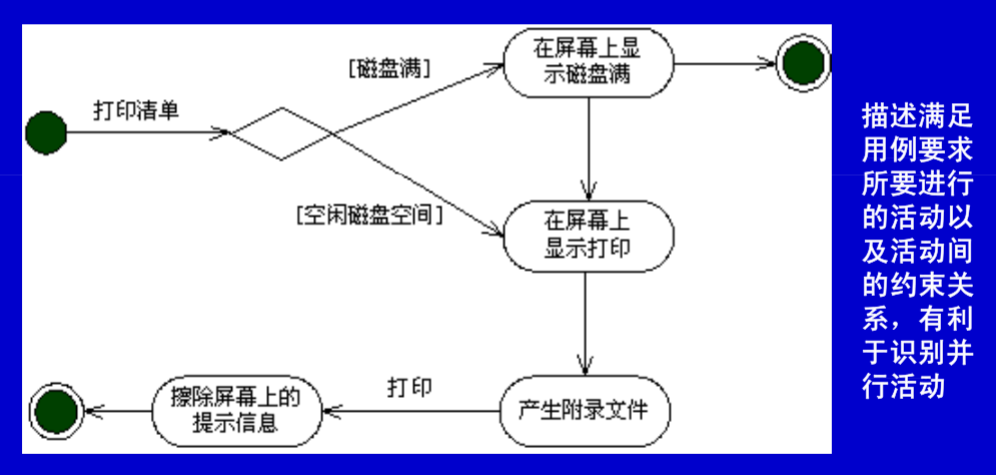 [磁盘满]
在屏幕上显
示磁盘满
打印清单
[空闲磁盘空间]
在屏幕上
显示打印
擦除屏幕上的
提示信息
打印
产生附录文件
描述满足
用例要求
所要进行
的活动以
及活动间
的约束关
系，有利
于识别并
行活动